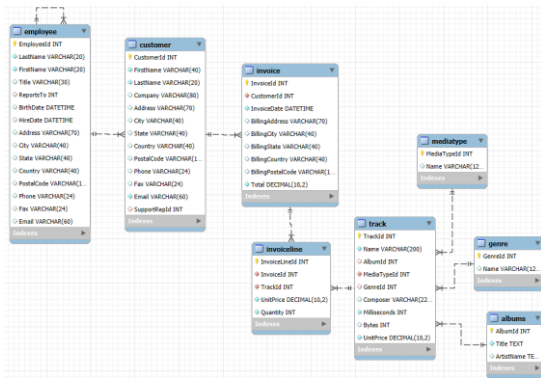 employee
EmployeeId INT
LastName VARCHAR(20)
FirstName VARCHAR(20)
Title VARCHAR(30)
ReportsTo INT
BirthDate DATETIME
HireDate DATETIME
Address VARCHAR(70)
City VARCHAR(40)
State VARCHAR(40)
Country VARCHAR(40)
PostalCode VARCHAR(1...
Phone VARCHAR(24)
Fax VARCHAR(24)
Email VARCHAR(60)
Indexes
customer
CustomerId INT
FirstName VARCHAR(40)
LastName VARCHAR(20)
Company VARCHAR(80)
Address VARCHAR(70)
City VARCHAR(40)
State VARCHAR(40)
Country VARCHAR(40)
PostalCode VARCHAR(1...
Phone VARCHAR(24)
Fax VARCHAR(24)
Email VARCHAR(60)
SupportRepId INT
Indexes
invoice
InvoiceId INT
CustomerId INT
InvoiceDate DATETIME
BillingAddress VARCHAR(70)
BillingCity VARCHAR(40)
BillingState VARCHAR(40)
BillingCountry VARCHAR(40)
BillingPostalCode VARCHAR(1...
Total DECIMAL(10,2)
Indexes
mediatype
MediaTypeId INT
Name VARCHAR(12...
Indexes
invoiceline
InvoiceLineId INT
InvoiceId INT
TrackId INT
UnitPrice DECIMAL(10,2)
Quantity INT
Indexes
track
TrackId INT
Name VARCHAR(200)
AlbumId INT
MediaTypeId INT
GenreId INT
Composer VARCHAR(22...
Milliseconds INT
Bytes INT
UnitPrice DECIMAL(10,2)
Indexes
genre
GenreId INT
Name VARCHAR(12...
Indexes
albums
AlbumId INT
Title TEXT
ArtistName TE...
Indexes